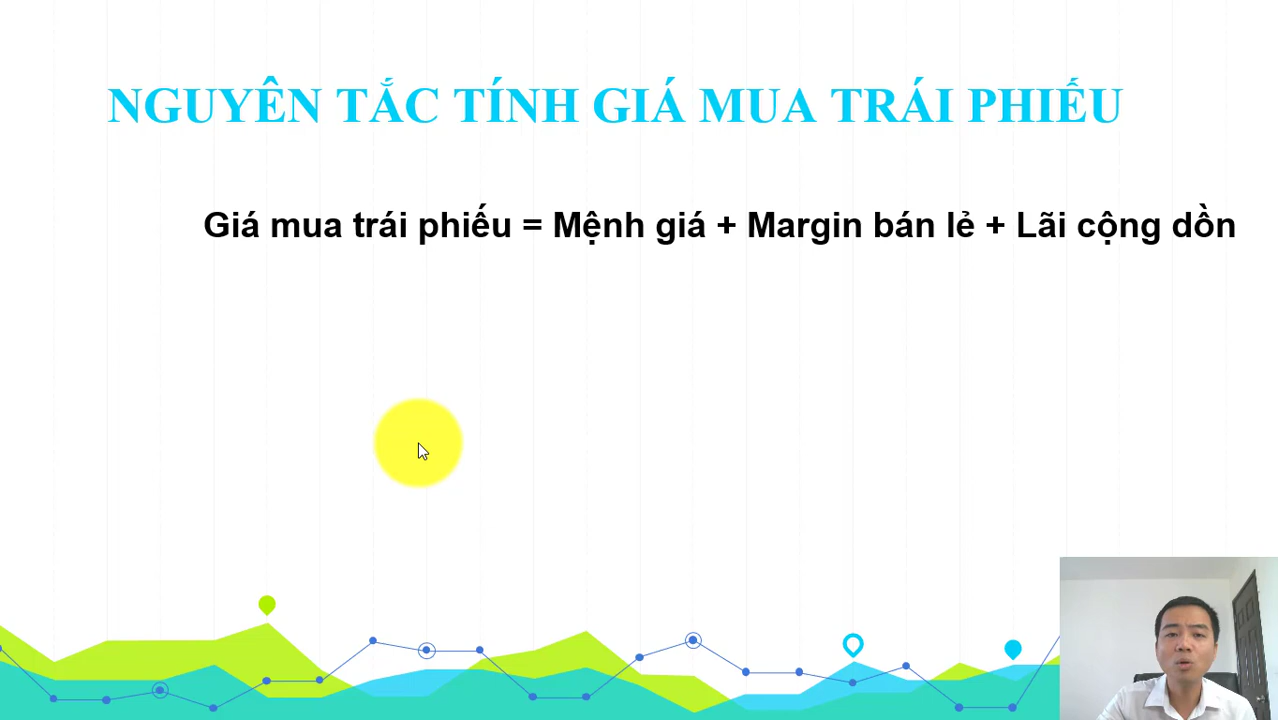 NGUYÊN TẮC TÍNH GIÁ MUA TRÁI PHIẾU
Giá mua trái phiếu = Mệnh giá + Margin bán lẻ + Lãi cộng dồn